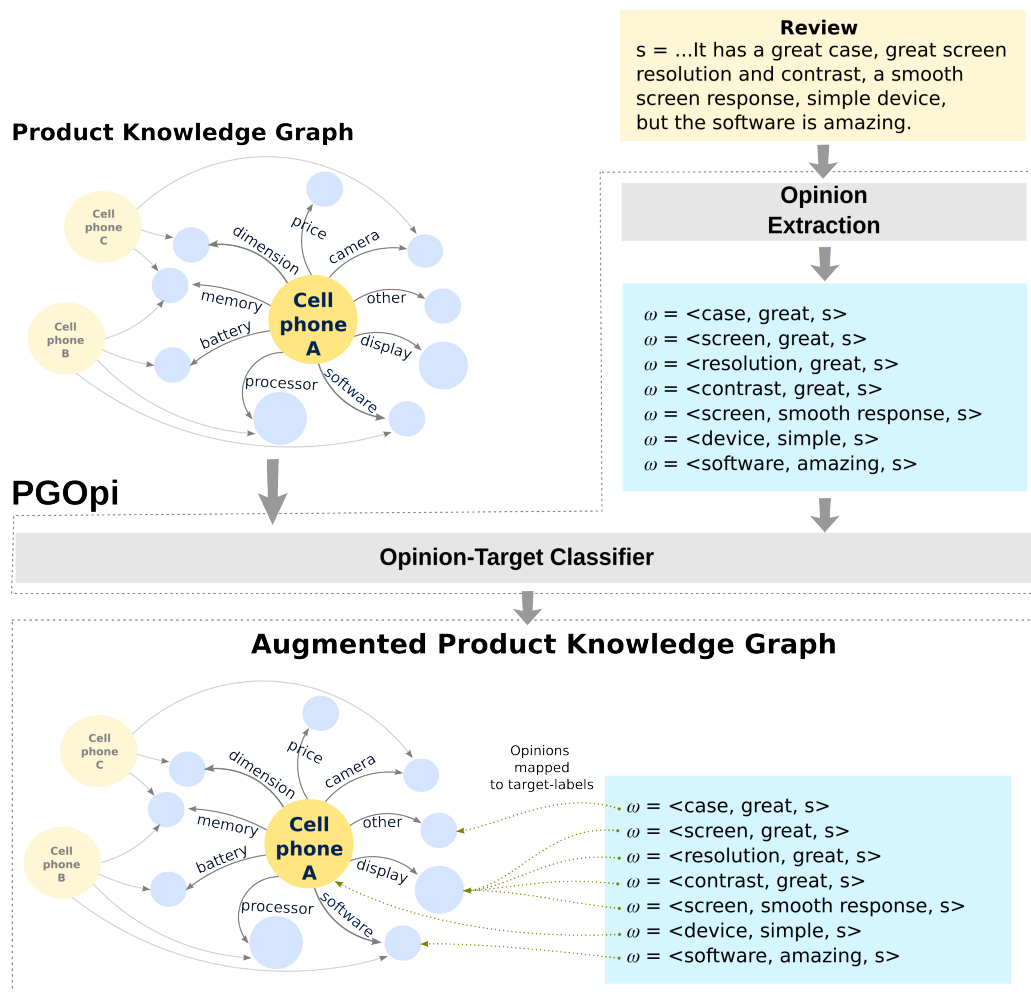 Review
s = ...It has a great case, great screen
resolution and contrast, a smooth
screen response, simple device,
but the software is amazing.
Product Knowledge Graph
Cell
phone
C
Cell
phone
B
dimension
price
camera
memory
other
battery
display
processor
software
Cell
phone
A
Opinion
Extraction
ω = <case, great, s>
ω = <screen, great, s>
ω = <resolution, great, s>
ω = <contrast, great, s>
ω = <screen, smooth response, s>
ω = <device, simple, s>
ω = <software, amazing, s>
PGOpi
Opinion-Target Classifier
Augmented Product Knowledge Graph
Cell
phone
C
Cell
phone
B
dimension
price
camera
memory
other
battery
display
processor
software
Cell
phone
A
Opinions
mapped
to target-labels
ω = <case, great, s>
ω = <screen, great, s>
ω = <resolution, great, s>
ω = <contrast, great, s>
ω = <screen, smooth response, s>
ω = <device, simple, s>
ω = <software, amazing, s>